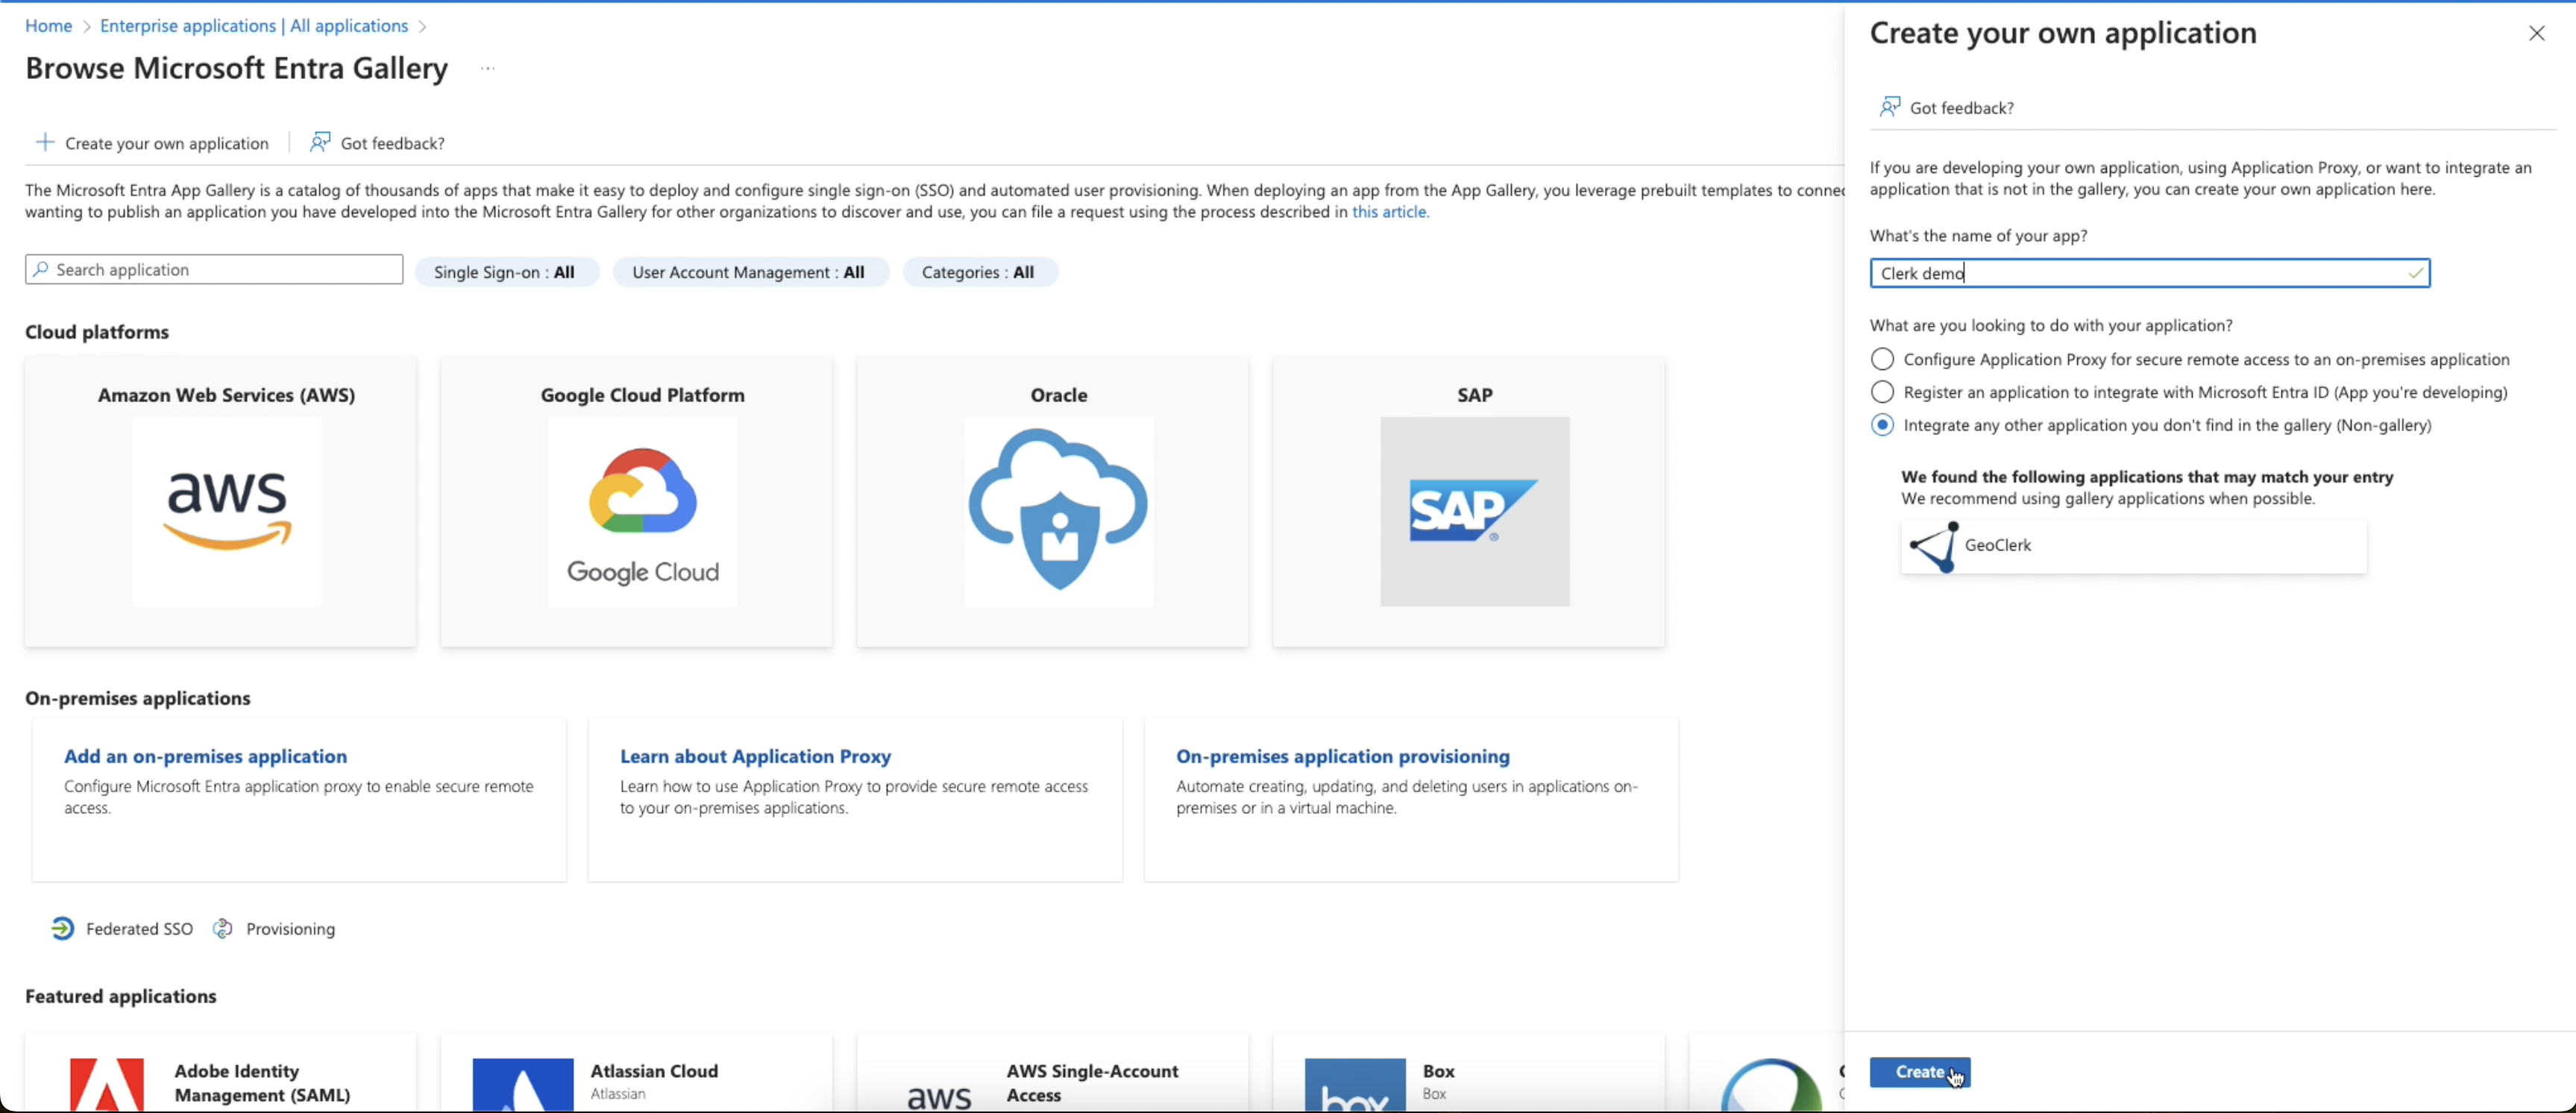 Home > Enterprise applications | All applications >
Browse Microsoft Entra Gallery ...
Create your own application
Got feedback?
The Microsoft Entra App Gallery is a catalog of thousands of apps that make it easy to deploy and configure single sign-on (SSO) and automated user provisioning. When deploying an app from the App Gallery, you leverage prebuilt templates to connec
wanting to publish an application you have developed into the Microsoft Entra Gallery for other organizations to discover and use, you can file a request using the process described in this article.
Search application
Single Sign-on : All
User Account Management : All
Categories : All
Cloud platforms
Amazon Web Services (AWS)
aws
Google Cloud Platform
Google Cloud
Oracle
SAP
SAP®
On-premises applications
Add an on-premises application
Configure Microsoft Entra application proxy to enable secure remote
access.
Learn about Application Proxy
Learn how to use Application Proxy to provide secure remote access
to your on-premises applications.
On-premises application provisioning
Automate creating, updating, and deleting users in applications on-
premises or in a virtual machine.
Federated SSO
Provisioning
Featured applications
Adobe Identity
Management (SAML)
Atlassian Cloud
Atlassian
aws
AWS Single-Account
Access
box
Box
Box
Create your own application
Got feedback?
If you are developing your own application, using Application Proxy, or want to integrate an
application that is not in the gallery, you can create your own application here.
What's the name of your app?
Clerk demo
What are you looking to do with your application?
Configure Application Proxy for secure remote access to an on-premises application
Register an application to integrate with Microsoft Entra ID (App you're developing)
Integrate any other application you don't find in the gallery (Non-gallery)
We found the following applications that may match your entry
We recommend using gallery applications when possible.
GeoClerk
Create